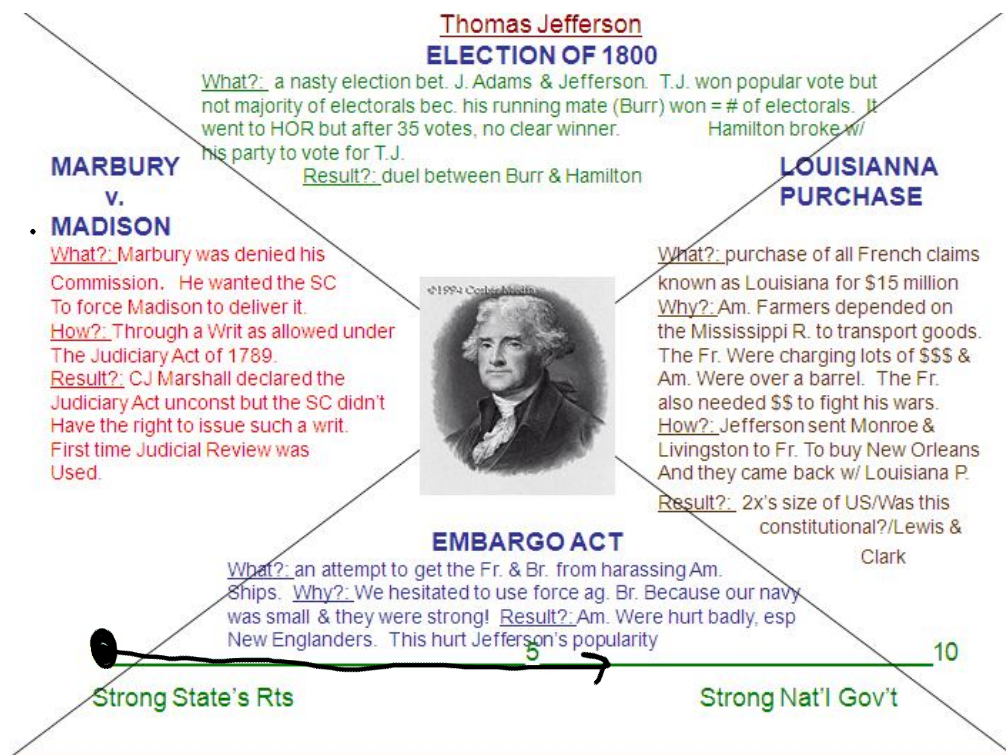 Thomas Jefferson
ELECTION OF 1800
What?: a nasty election bet. J. Adams & Jefferson. T.J. won popular vote but
not majority of electorals bec. his running mate (Burr) won = # of electorals. It
went to HOR but after 35 votes, no clear winner. Hamilton broke w/
his party to vote for T.J.
Result?: duel between Burr & Hamilton
MARBURY
v.
MADISON
What?: Marbury was denied his
Commission. He wanted the SC
To force Madison to deliver it.
How?: Through a Writ as allowed under
The Judiciary Act of 1789.
Result?: CJ Marshall declared the
Judiciary Act unconst but the SC didn't
Have the right to issue such a writ.
First time Judicial Review was
Used.
©1994
LOUISIANNA
PURCHASE
What?: purchase of all French claims
known as Louisiana for $15 million
Why?: Am. Farmers depended on
the Mississippi R. to transport goods.
The Fr. Were charging lots of $$$ &
Am. Were over a barrel. The Fr.
also needed $$ to fight his wars.
How?: Jefferson sent Monroe &
Livingston to Fr. To buy New Orleans
And they came back w/ Louisiana P.
Result?: 2x's size of US/Was this
constitutional?/Lewis &
Clark
EMBARGO ACT
What?: an attempt to get the Fr. & Br. from harassing Am.
Ships. Why?: We hesitated to use force ag. Br. Because our navy
was small & they were strong! Result?: Am. Were hurt badly, esp
New Englanders. This hurt Jefferson's popularity
5 10
Strong State's Rts Strong Nat'l Gov't